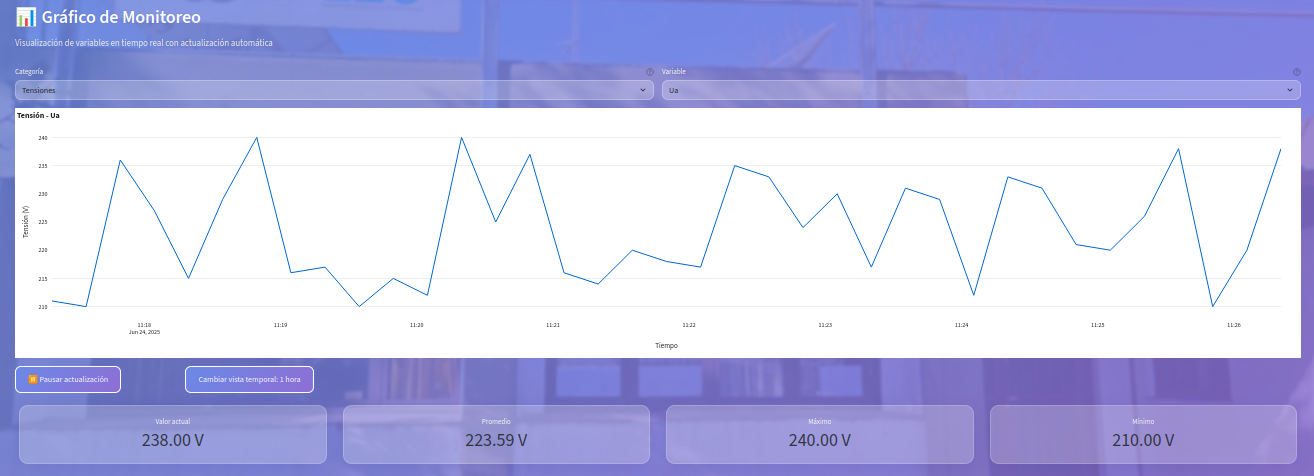 📊 Gráfico de Monitoreo
Visualización de variables en tiempo real con actualización automática
Categoría
Variable
Tensiones
Ua
Tensión - Ua
240
235
230
225
220
215
210
Tensión (V)
11:18
Jun 24, 2025
11:19
11:20
11:21
11:22
11:23
11:24
11:25
11:26
Tiempo
⏸ Pausar actualización
Cambiar vista temporal: 1 hora
Valor actual
238.00 V
Promedio
223.59 V
Máximo
240.00 V
Mínimo
210.00 V